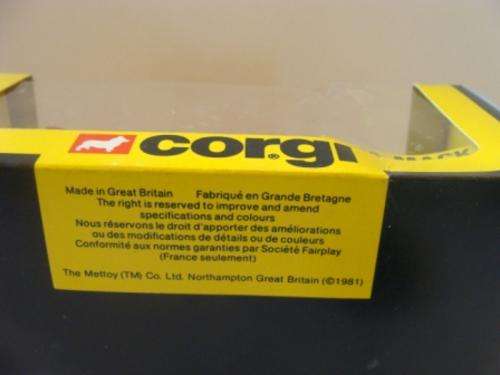 corgi®
MACK
Made in Great Britain Fabriqué en Grande Bretagne
The right is reserved to improve and amend
specifications and colours
Nous réservons le droit d'apporter des améliorations
ou des modifications de détails ou de couleurs
Conformité aux normes garanties par Société Fairplay
(France seulement)
The Mettoy (TM) Co. Ltd. Northampton Great Britain (©1981)